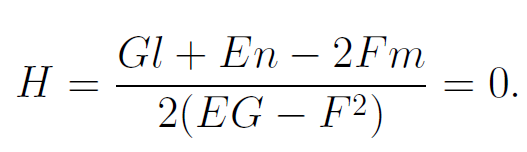 H = \frac{Gl + En - 2Fm}{2(EG - F^2)} = 0.